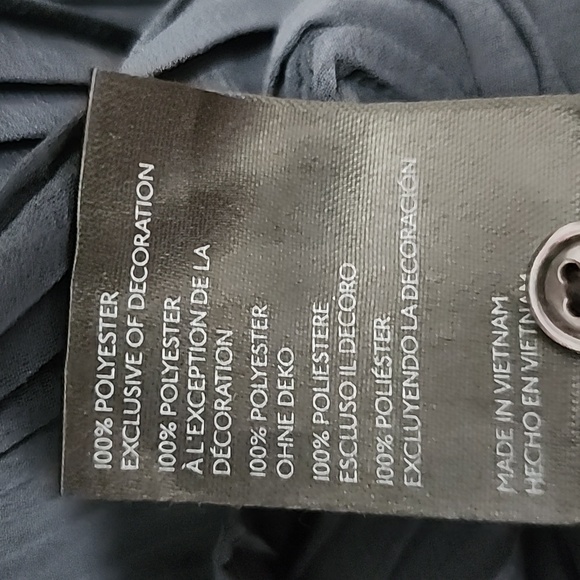 100% POLYESTER
EXCLUSIVE OF DECORATION
100% POLYESTER
À L'EXCEPTION DE LA
DÉCORATION
100% POLYESTER
OHNE DEKO
100% POLIESTERE
ESCLUSO IL DECORO
100% POLIÉSTER
EXCLUYENDO LA DECORACIÓN
MADE IN VIETNAM
HECHO EN VIETNAM